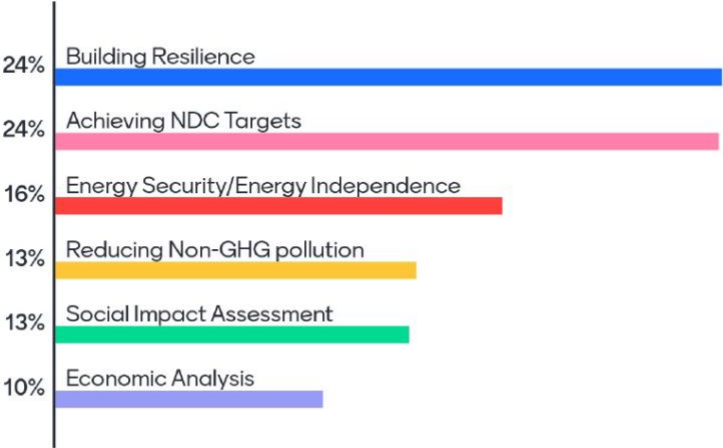 Building Resilience
24%
Achieving NDC Targets
24%
Energy Security/Energy Independence
16%
Reducing Non-GHG pollution
13%
Social Impact Assessment
13%
Economic Analysis
10%